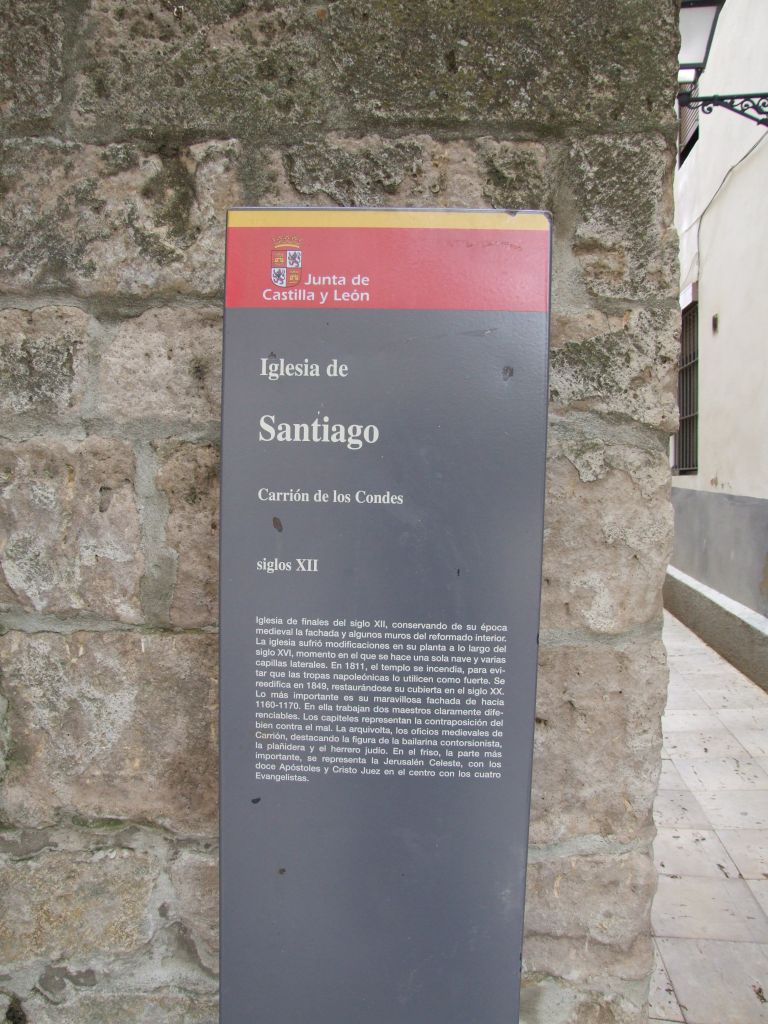 Junta de
Castilla y León
Iglesia de
Santiago
Carrión de los Condes
siglos XII
Iglesia de finales del siglo XII, conservando de su época
medieval la fachada y algunos muros del reformado interior.
La iglesia sufrió modificaciones en su planta a lo largo del
siglo XVI, momento en el que se hace una sola nave y varias
capillas laterales. En 1811, el templo se incendia, para evi-
tar que las tropas napoleónicas lo utilicen como fuerte. Se
reedifica en 1849, restaurándose su cubierta en el siglo XX.
Lo más importante es su maravillosa fachada de hacia
1160-1170. En ella trabajan dos maestros claramente dife-
renciables. Los capiteles representan la contraposición del
bien contra el mal. La arquivolta, los oficios medievales de
Carrión, destacando la figura de la bailarina contorsionista,
la plañidera y el herrero judío. En el friso, la parte más
importante, se representa la Jerusalén Celeste, con los
doce Apóstoles y Cristo Juez en el centro con los cuatro
Evangelistas.